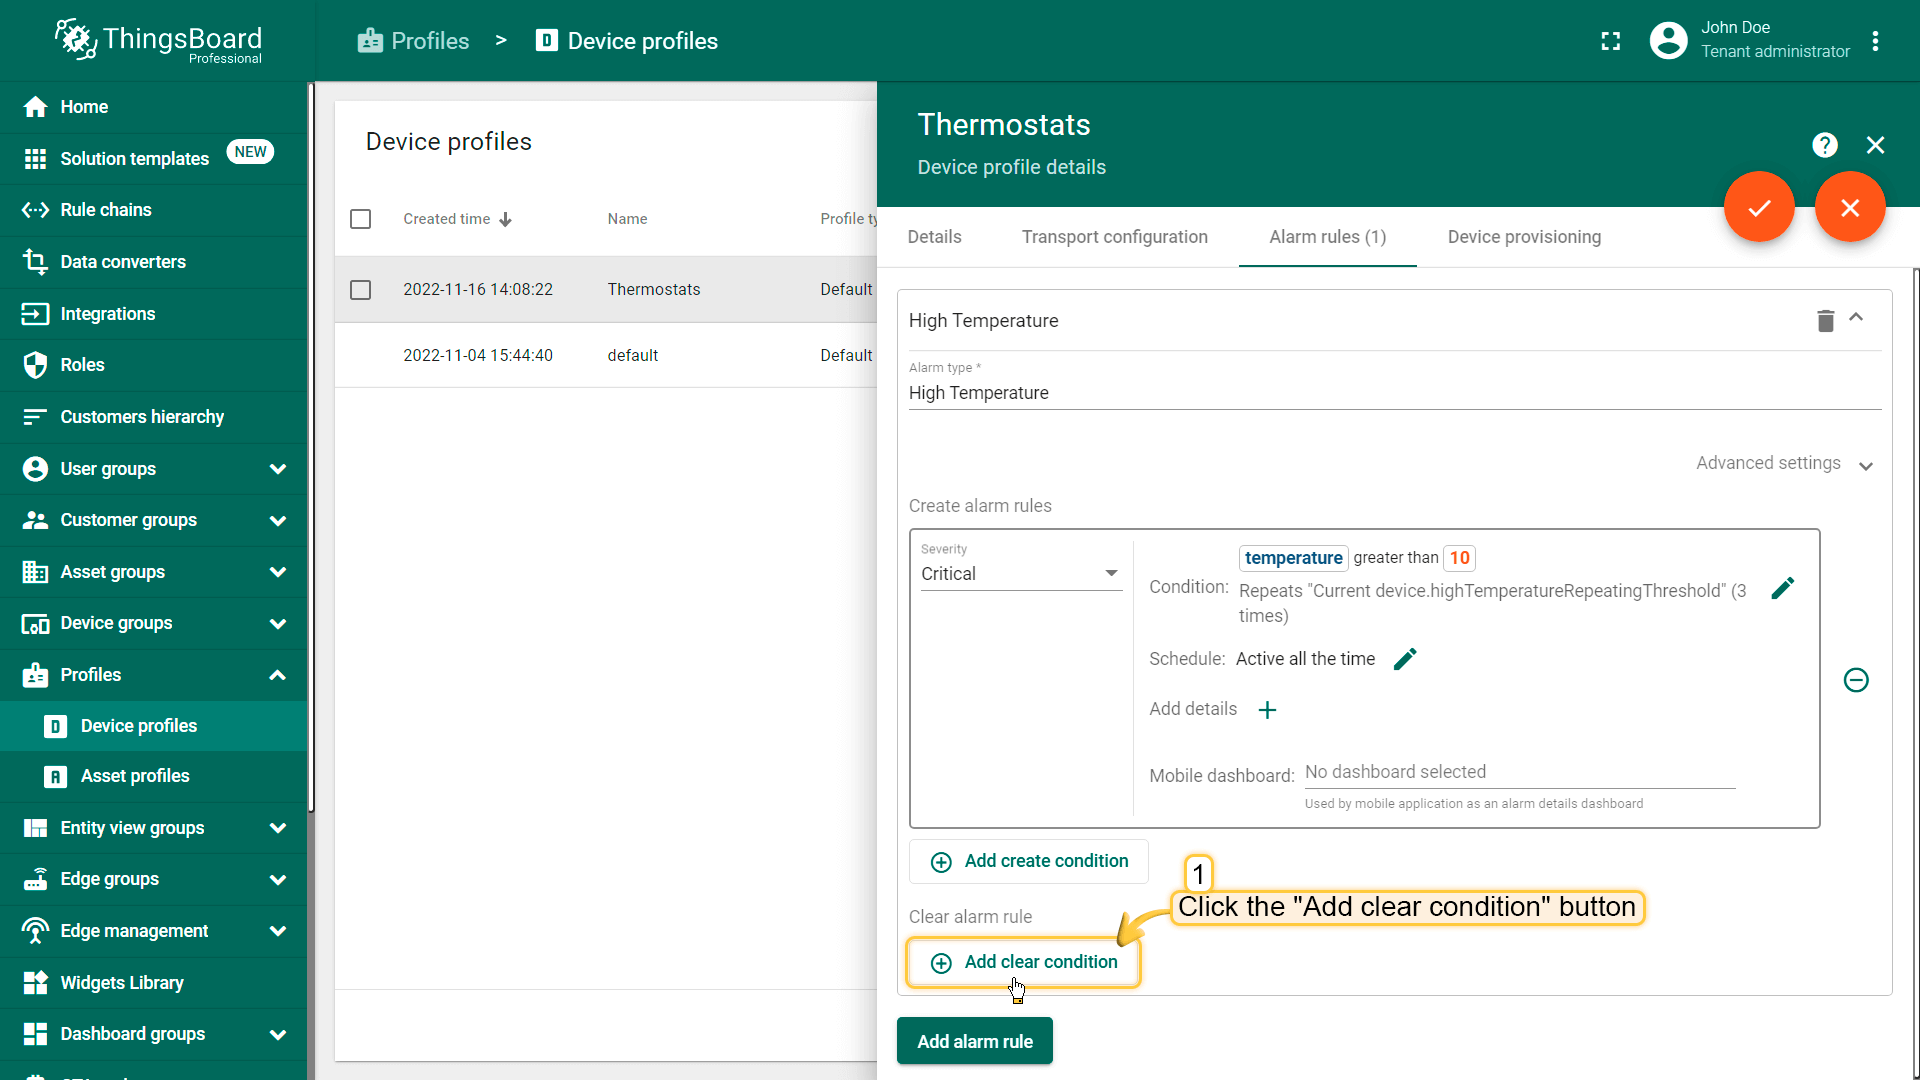 ThingsBoard
Professional
Profiles > Device profiles
John Doe
Tenant administrator
Home
Solution templates NEW
Rule chains
Data converters
Integrations
Roles
Customers hierarchy
User groups
Customer groups
Asset groups
Device groups
Profiles
D Device profiles
A Asset profiles
Entity view groups
Edge groups
Edge management
Widgets Library
Dashboard groups
Device profiles
Created time Name Profile ty
2022-11-16 14:08:22 Thermostats Default
2022-11-04 15:44:40 default Default
Thermostats
Device profile details
Details Transport configuration Alarm rules (1) Device provisioning
High Temperature
Alarm type *
High Temperature
Advanced settings
Create alarm rules
Severity
Critical
temperature greater than 10
Condition: Repeats "Current device.highTemperatureRepeatingThreshold" (3
times)
Schedule: Active all the time
Add details
Mobile dashboard: No dashboard selected
Used by mobile application as an alarm details dashboard
Add create condition
1
Click the "Add clear condition" button
Clear alarm rule
Add clear condition
Add alarm rule